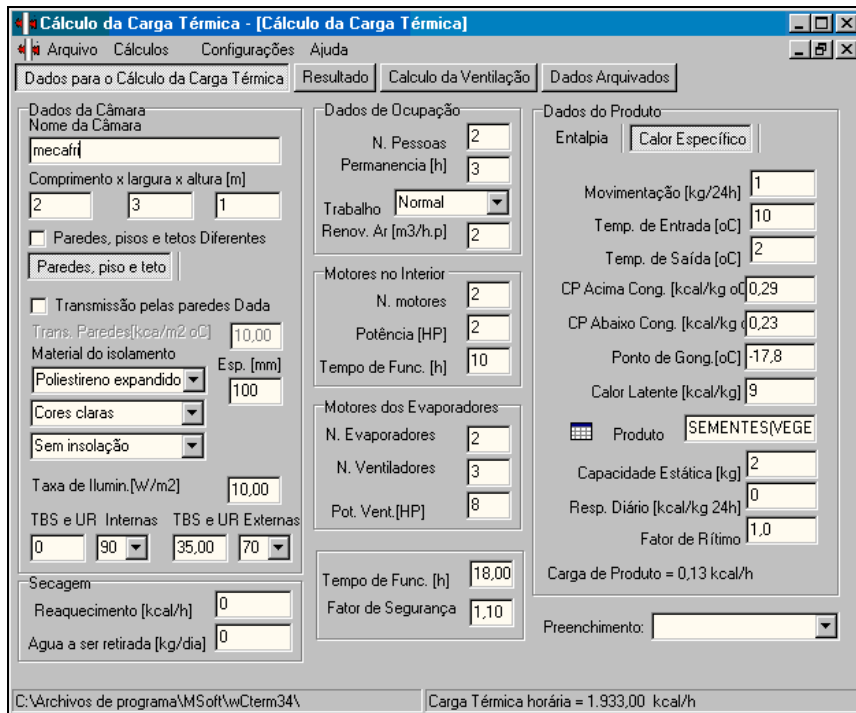 Cálculo da Carga Térmica - [Cálculo da Carga Térmica]
Arquivo Cálculos Configurações Ajuda
Dados para o Cálculo da Carga Térmica Resultado Calculo da Ventilação Dados Arquivados
Dados da Câmara
Nome da Câmara
mecafri
Comprimento x largura x altura [m]
2 3 1
Paredes, pisos e tetos Diferentes
Paredes, piso e teto
Transmissão pelas paredes Dada
Trans. Paredes[kca/m2 oC] 10,00
Material do isolamento Esp. [mm]
Poliestireno expandido 100
Cores claras
Sem insolação
Taxa de Ilumin.[W/m2] 10,00
TBS e UR Internas TBS e UR Externas
0 90 35,00 70
Secagem
Reaquecimento [kcal/h] 0
Agua a ser retirada [kg/dia] 0
Dados de Ocupação
N. Pessoas 2
Permanencia [h] 3
Trabalho Normal
Renov. Ar [m3/h.p] 2
Motores no Interior
N. motores 2
Potência [HP] 2
Tempo de Func. [h] 10
Motores dos Evaporadores
N. Evaporadores 2
N. Ventiladores 3
Pot. Vent.[HP] 8
Tempo de Func. [h] 18,00
Fator de Segurança 1,10
Dados do Produto
Entalpia Calor Específico
Movimentação [kg/24h] 1
Temp. de Entrada [oC] 10
Temp. de Saída [oC] 2
CP Acima Cong. [kcal/kg oC 0,29
CP Abaixo Cong. [kcal/kg 0,23
Ponto de Gong.[oC] -17,8
Calor Latente [kcal/kg] 9
Produto SEMENTES(VEGE
Capacidade Estática [kg] 2
Resp. Diário [kcal/kg 24h] 0
Fator de Rítimo 1,0
Carga de Produto = 0,13 kcal/h
Preenchimento:
C:\Archivos de programa\MSoft\wCterm34\ Carga Térmica horária = 1.933,00 kcal/h